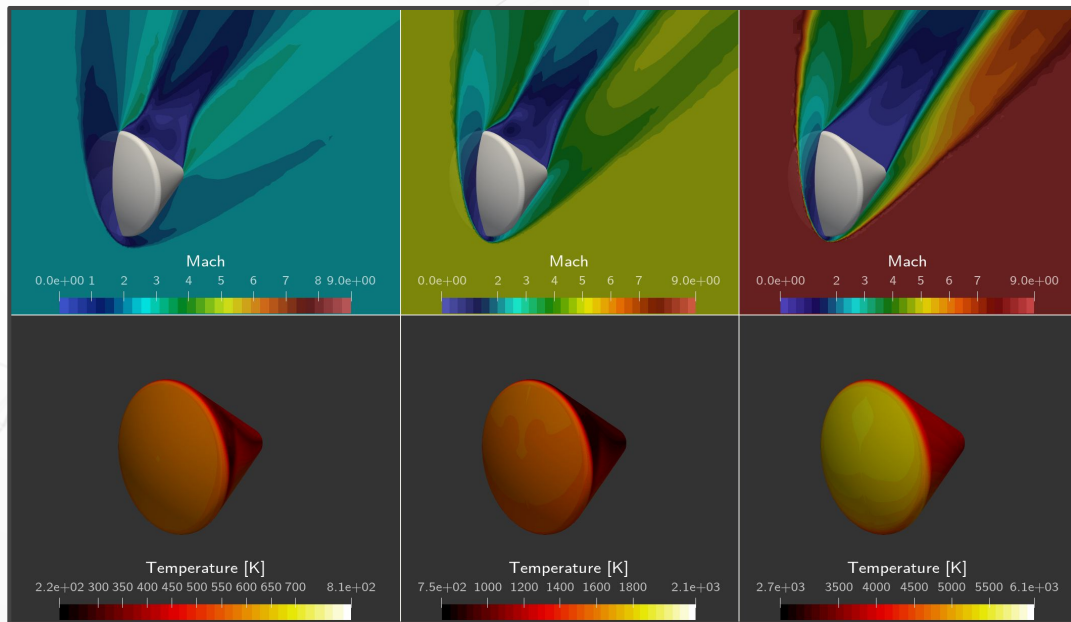 Mach
0.0e+00 1 2 3 4 5 6 7 8 9.0e+00
Mach
0.0e+00 1 2 3 4 5 6 7 9.0e+00
Mach
0.0e+00 1 2 3 4 5 6 7 9.0e+00
Temperature [K]
2.2e+02 300 350 400 450 500 550 600 650 700 8.1e+02
Temperature [K]
7.5e+02 1000 1200 1400 1600 1800 2.1e+03
Temperature [K]
2.7e+03 3500 4000 4500 5000 5500 6.1e+03